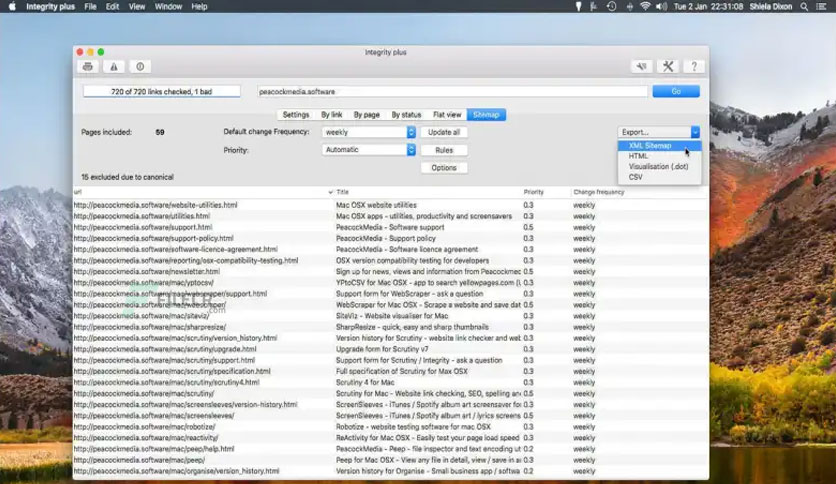 Integrity plus File Edit View Window Help Tue 2 Jan 22:31:08 Shiela Dixon
Integrity plus
720 of 720 links checked, 1 bad peacockmedia.software Go
Settings By link By page By status Flat view Sitemap
Pages included: 59 Default change Frequency: weekly Update all Export...
Priority: Automatic Rules XML Sitemap
HTML
Options Visualisation (.dot)
15 excluded due to canonical CSV
url Title Priority Change frequency
http://peacockmedia.software/website-utilities.html Mac OSX website utilities 0.3 weekly
http://peacockmedia.software/utilities.html Mac OSX apps - utilities, productivity and screensavers 0.3 weekly
http://peacockmedia.software/support.html PeacockMedia - Software support 0.5 weekly
http://peacockmedia.software/support-policy.html PeacockMedia - Support policy 0.3 weekly
http://peacockmedia.software/software-licence-agreement.html PeacockMedia - Software licence agreement 0.3 weekly
http://peacockmedia.software/reporting/osx-compatibility-testing.html OSX version compatibility testing for developers 0.3 weekly
http://peacockmedia.software/newsletter.html Sign up for news, views and information from Peacockmed 0.3 weekly
http://peacockmedia.software/mac/yptocsv/ YPtoCSV for Mac OSX - app to search yellowpages.com (U 0.3 weekly
http://peacockmedia.software/mac/webscraper/support.html Support form for WebScraper - ask a question 0.3 weekly
http://peacockmedia.software/mac/webscraper/ WebScraper for Mac OSX - Scrape a website and save dat 0.5 weekly
http://peacockmedia.software/mac/siteviz/ SiteViz - Website visualiser for Mac 0.3 weekly
http://peacockmedia.software/mac/sharpesize/ SharpResize - quick, easy and sharp thumbnails 0.3 weekly
http://peacockmedia.software/mac/scrutiny/version_history.html Version history for Scrutiny - website link checker and web 0.3 weekly
http://peacockmedia.software/mac/scrutiny/upgrade.html Upgrade form for Scrutiny v7 0.3 weekly
http://peacockmedia.software/mac/scrutiny/support.html Support form for Scrutiny / Integrity - ask a question 0.3 weekly
http://peacockmedia.software/mac/scrutiny/specification.html Full specification of Scrutiny for Max OSX 0.3 weekly
http://peacockmedia.software/mac/scrutiny/scrutiny4.html Scrutiny 4 for Mac 0.3 weekly
http://peacockmedia.software/mac/scrutiny/ Scrutiny for Mac - Website link checking, SEO, spelling an 0.5 weekly
http://peacockmedia.software/mac/screensleeves/version-history.html ScreenSleeves - iTunes / Spotify album art screensaver for 0.3 weekly
http://peacockmedia.software/mac/screensleeves/ ScreenSleeves - iTunes / Spotify album art / lyrics screens 0.5 weekly
http://peacockmedia.software/mac/robotize/ Robotize - website testing software for mac 0.3 weekly
http://peacockmedia.software/mac/reactivity/ ReActivity for Mac OSX - Easily test your page load speed 0.3 weekly
http://peacockmedia.software/mac/peep/help.html PeacockMedia - Peep - file inspector and text encoding ut 0.2 weekly
http://peacockmedia.software/mac/peep/ Peep for Mac OSX - View any file in detail, view / save in a 0.3 weekly
http://peacockmedia.software/mac/organise/version_history.html Version history for Organise - Small business app / softwa 0.2 weekly
FILECR
.com